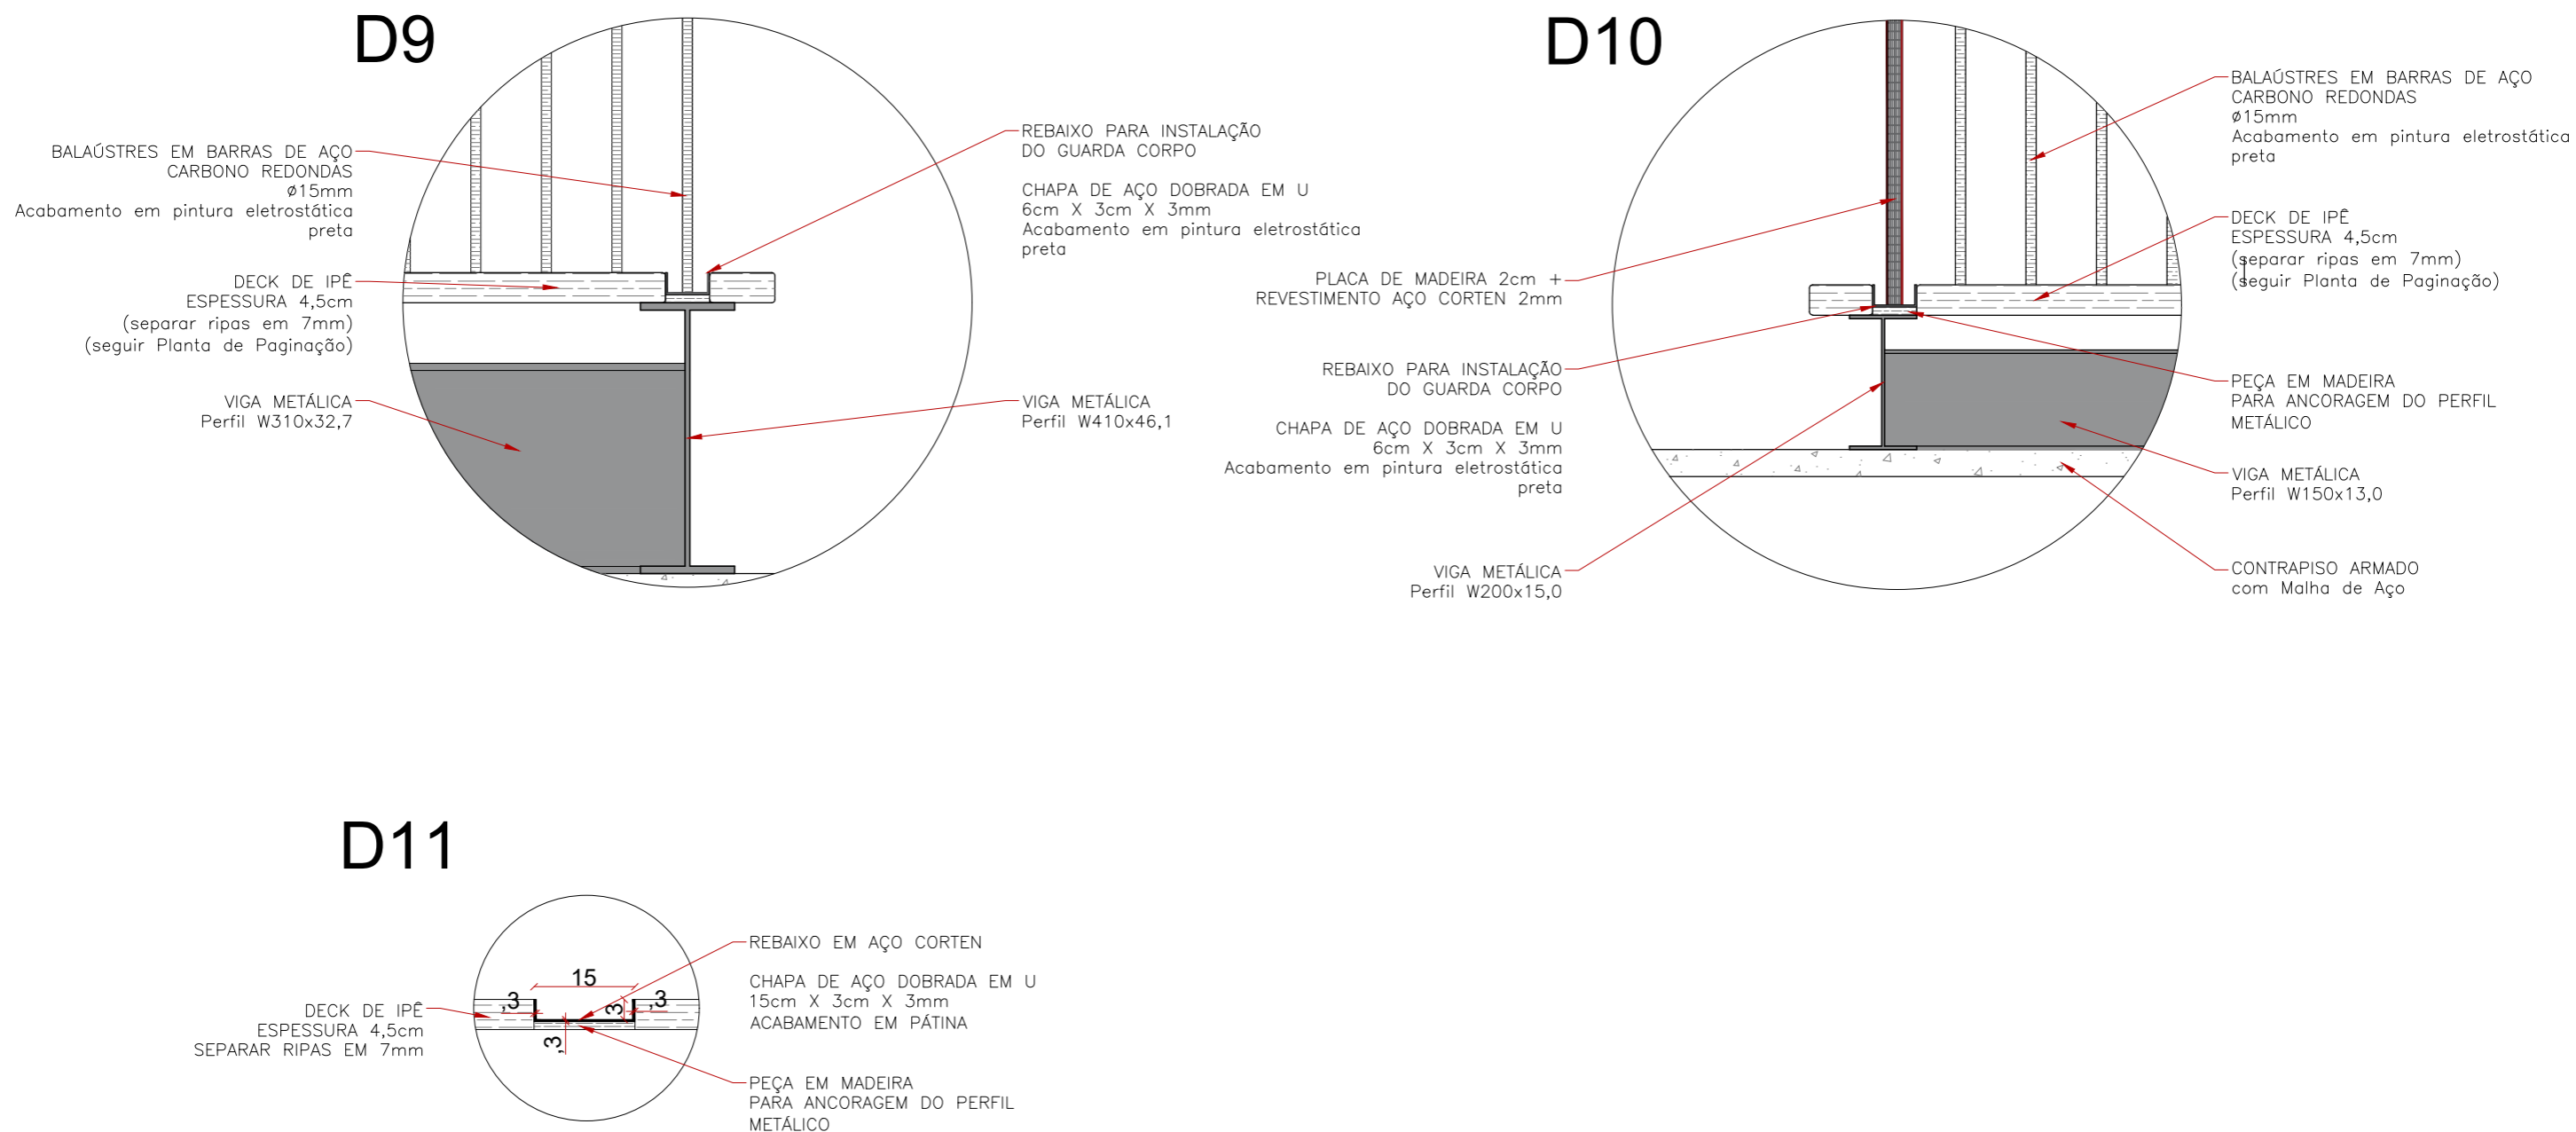 D9
BALAÚSTRES EM BARRAS DE AÇO
CARBONO REDONDAS
ø15mm
Acabamento em pintura eletrostática
preta
DECK DE IPÊ
ESPESSURA 4,5cm
(separar ripas em 7mm)
(seguir Planta de Paginação)
VIGA METÁLICA
Perfil W310x32,7
REBAIXO PARA INSTALAÇÃO
DO GUARDA CORPO
CHAPA DE AÇO DOBRADA EM U
6cm X 3cm X 3mm
Acabamento em pintura eletrostática
preta
VIGA METÁLICA
Perfil W410x46,1
D10
PLACA DE MADEIRA 2cm +
REVESTIMENTO AÇO CORTEN 2mm
REBAIXO PARA INSTALAÇÃO
DO GUARDA CORPO
CHAPA DE AÇO DOBRADA EM U
6cm X 3cm X 3mm
Acabamento em pintura eletrostática
preta
VIGA METÁLICA
Perfil W200x15,0
BALAÚSTRES EM BARRAS DE AÇO
CARBONO REDONDAS
ø15mm
Acabamento em pintura eletrostática
preta
DECK DE IPÊ
ESPESSURA 4,5cm
(separar ripas em 7mm)
(seguir Planta de Paginação)
PEÇA EM MADEIRA
PARA ANCORAGEM DO PERFIL
METÁLICO
VIGA METÁLICA
Perfil W150x13,0
CONTRAPISO ARMADO
com Malha de Aço
D11
DECK DE IPÊ
ESPESSURA 4,5cm
SEPARAR RIPAS EM 7mm
15
,3
3
,3
,3
REBAIXO EM AÇO CORTEN
CHAPA DE AÇO DOBRADA EM U
15cm X 3cm X 3mm
ACABAMENTO EM PÁTINA
PEÇA EM MADEIRA
PARA ANCORAGEM DO PERFIL
METÁLICO